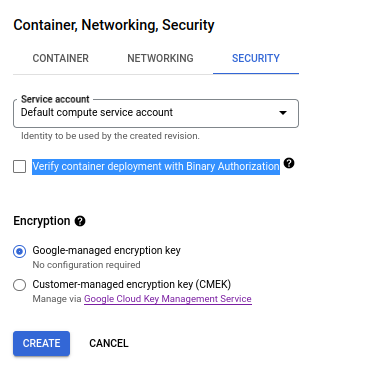 Container, Networking, Security
CONTAINER NETWORKING SECURITY
Service account
Default compute service account
Identity to be used by the created revision.
Verify container deployment with Binary Authorization ?
Encryption ?
Google-managed encryption key
No configuration required
Customer-managed encryption key (CMEK)
Manage via Google Cloud Key Management Service
CREATE CANCEL